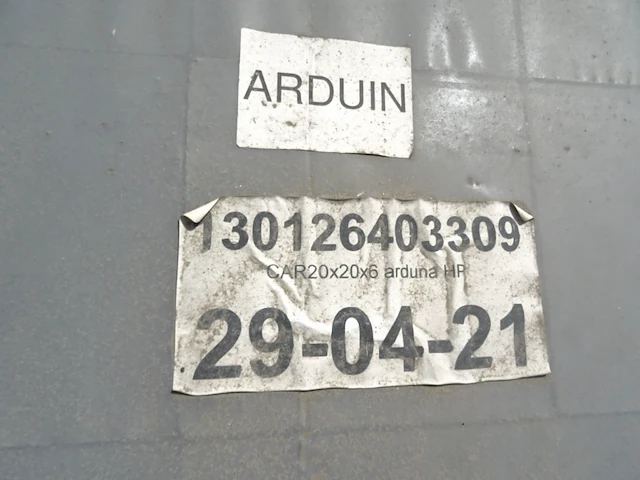 ARDUIN
130126403309
CAR20x20x6 arduna HP
29-04-21